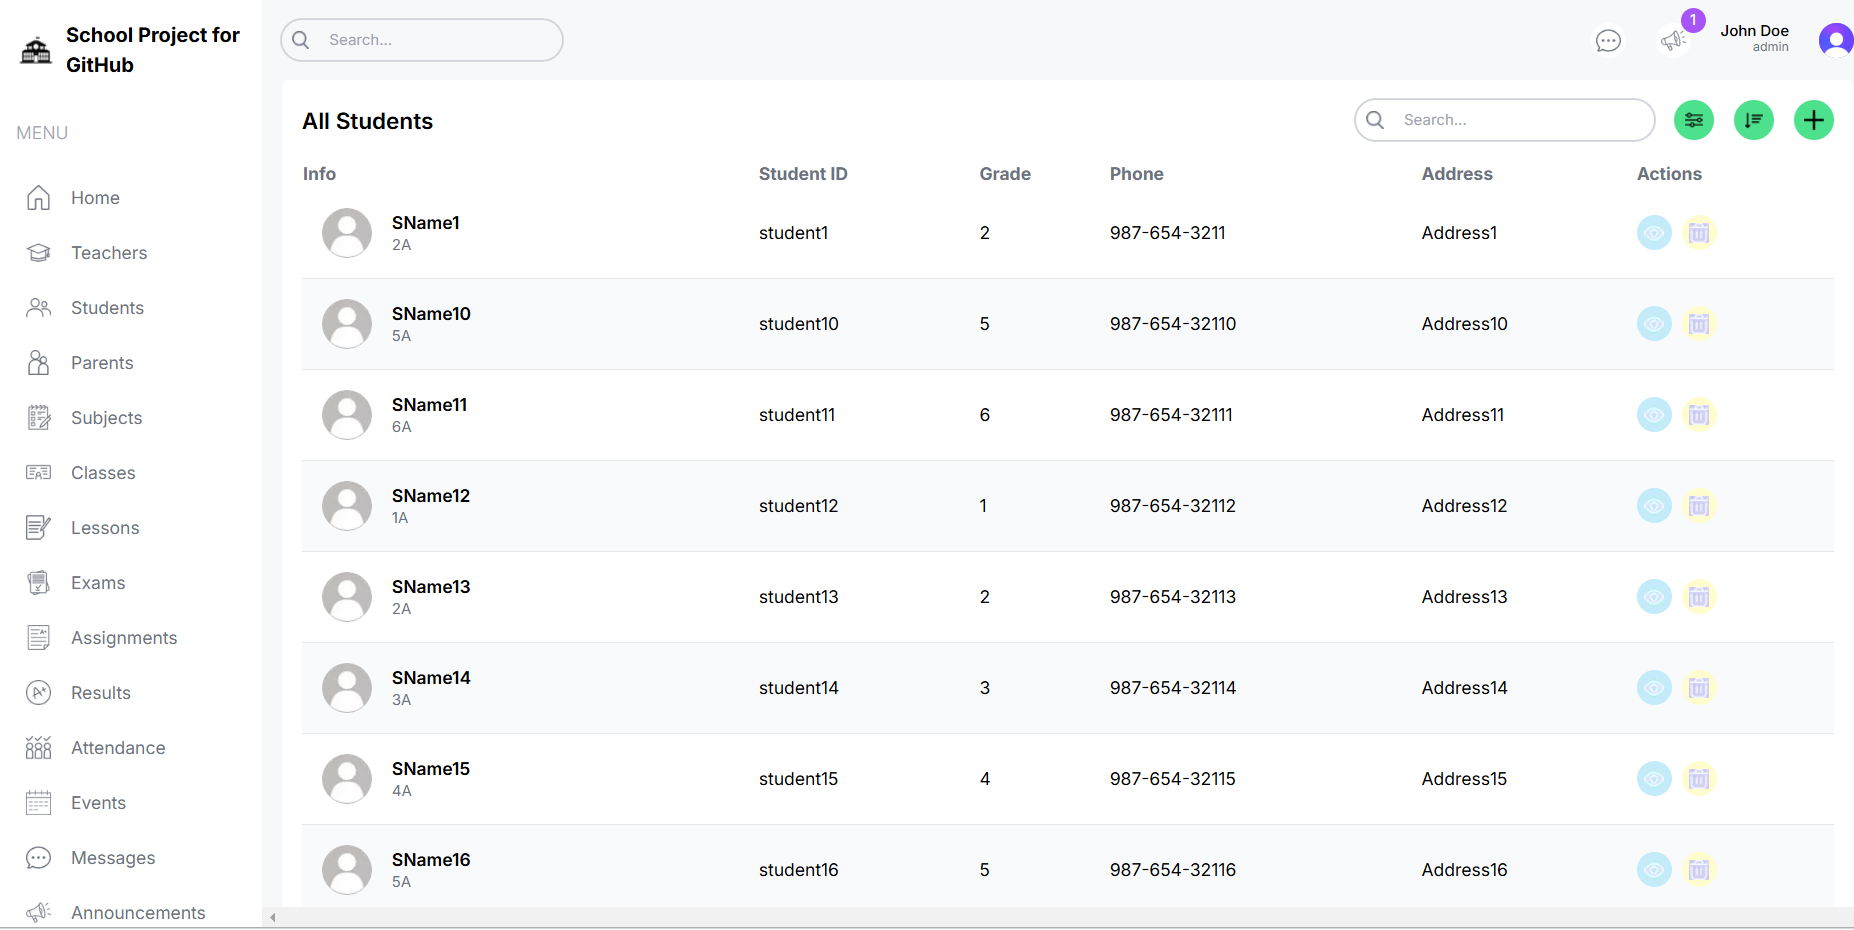 School Project for
GitHub
Search...
1
John Doe
admin
MENU
Home
Teachers
Students
Parents
Subjects
Classes
Lessons
Exams
Assignments
Results
Attendance
Events
Messages
Announcements
All Students
Search...
Info Student ID Grade Phone Address Actions
SName1
2A
student1 2 987-654-3211 Address1
SName10
5A
student10 5 987-654-32110 Address10
SName11
6A
student11 6 987-654-32111 Address11
SName12
1A
student12 1 987-654-32112 Address12
SName13
2A
student13 2 987-654-32113 Address13
SName14
3A
student14 3 987-654-32114 Address14
SName15
4A
student15 4 987-654-32115 Address15
SName16
5A
student16 5 987-654-32116 Address16